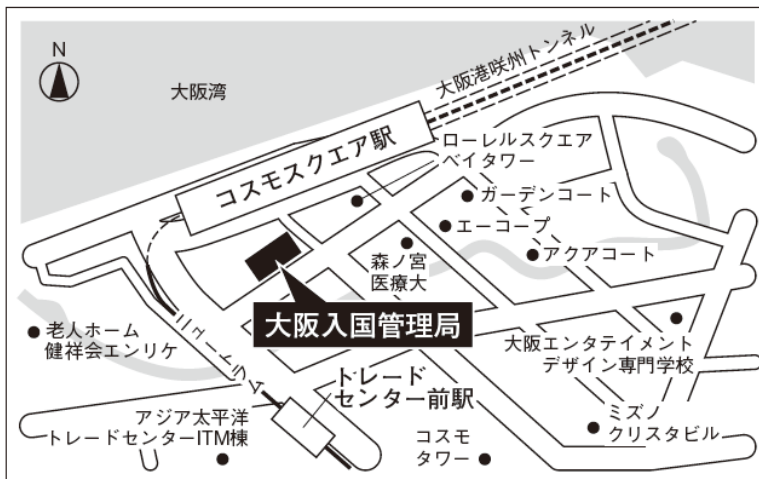 N
大阪湾
大阪港咲州トンネル
コスモスクエア駅
ローレルスクエア
ベイタワー
ガーデンコート
エーコープ
アクアコート
森ノ宮
医療大
大阪入国管理局
老人ホーム
健祥会エンリケ
ニュートラム
大阪エンタテイメント
デザイン専門学校
トレード
センター前駅
アジア太平洋
トレードセンターITM棟
コスモ
タワー
ミズノ
クリスタビル